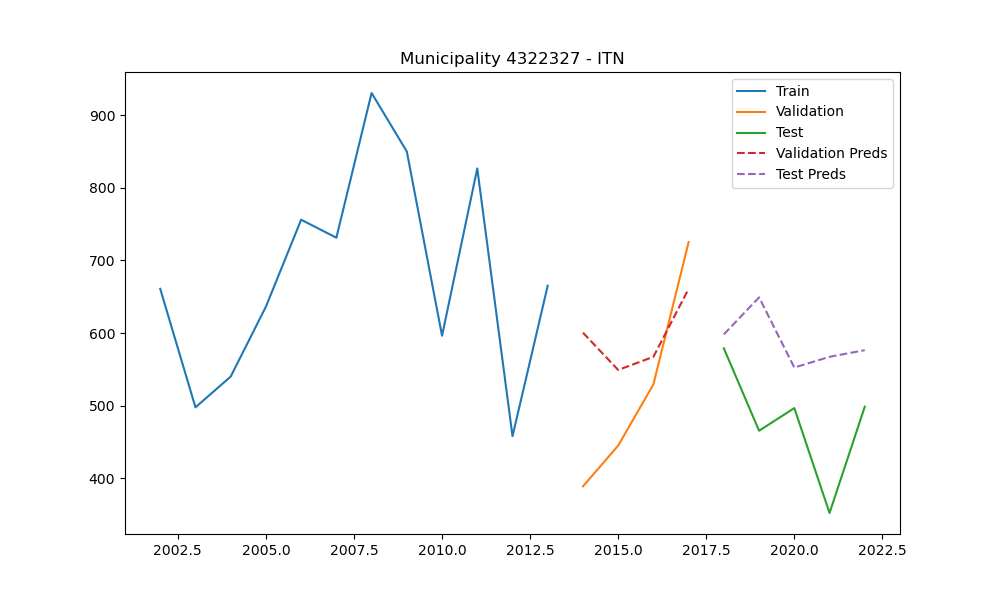 Municipality 4322327 - ITN
Train
Validation
Test
Validation Preds
Test Preds
900
800
700
600
500
400
2002.5 2005.0 2007.5 2010.0 2012.5 2015.0 2017.5 2020.0 2022.5